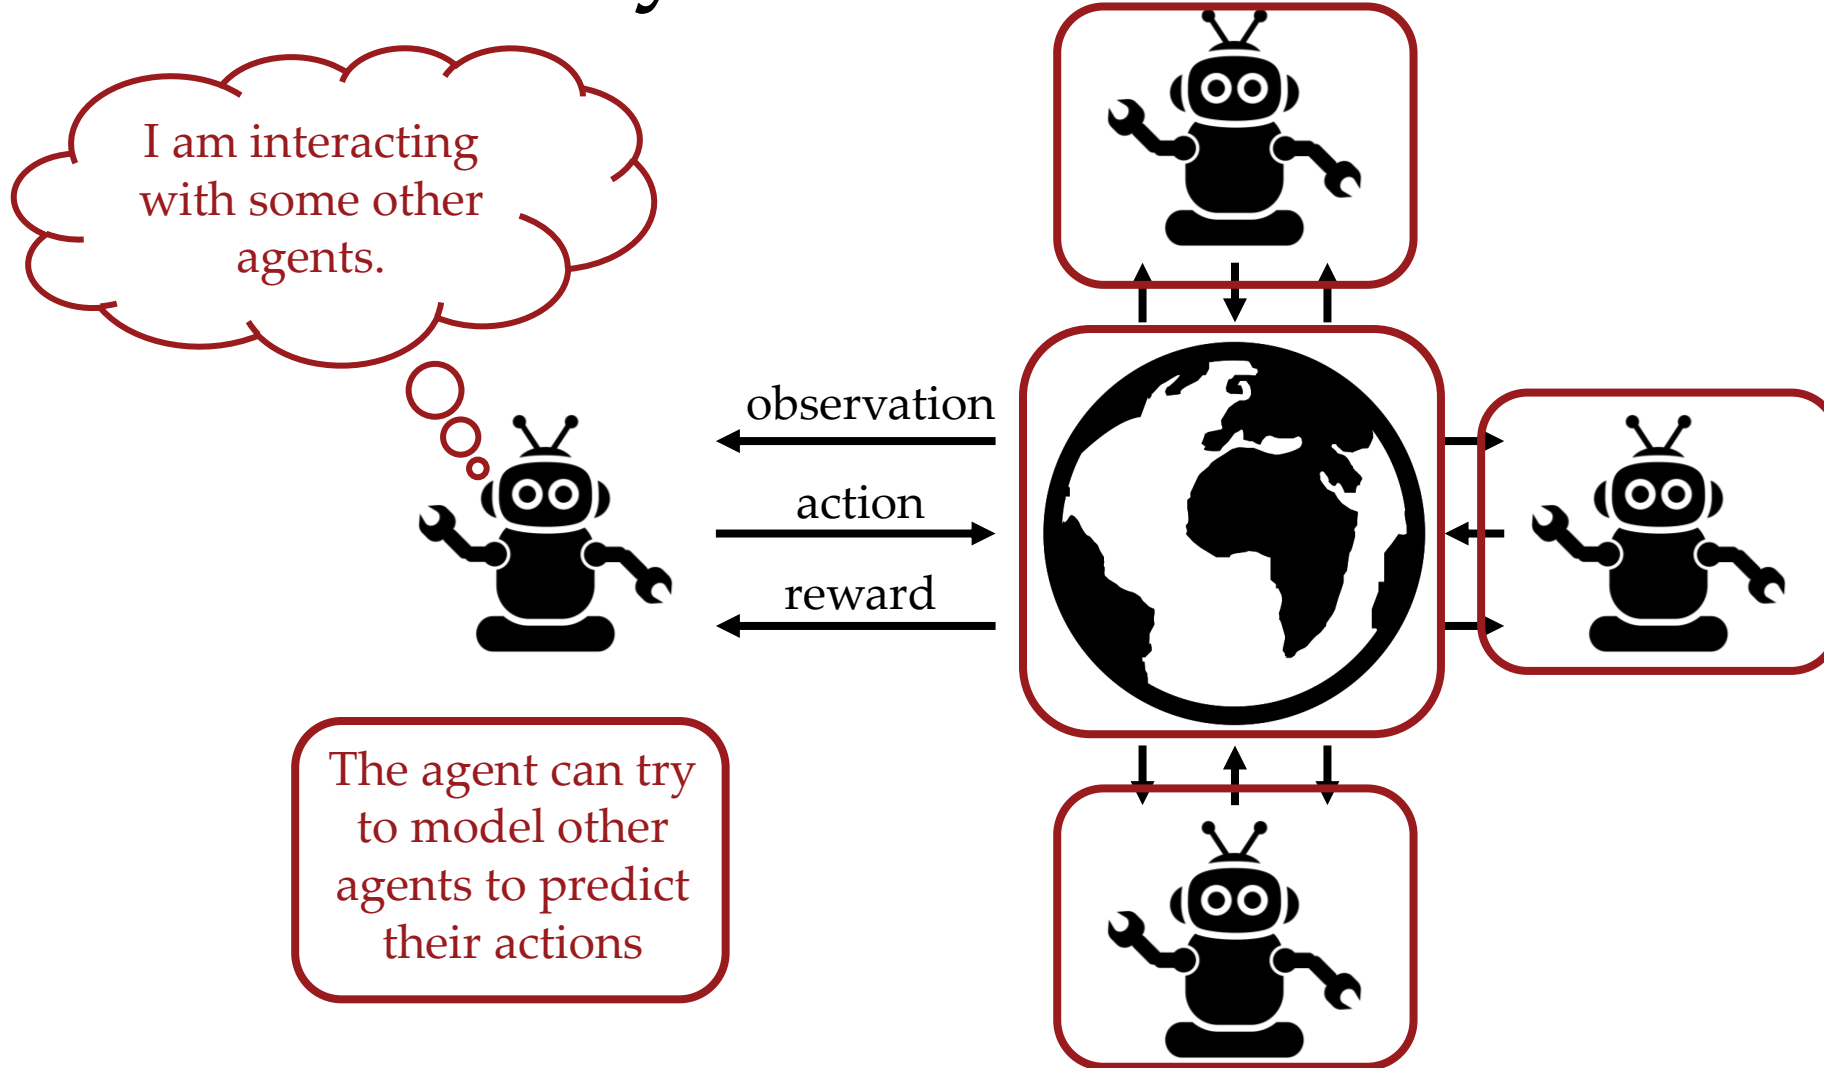 I am interacting
with some other
agents.
observation
action
reward
The agent can try
to model other
agents to predict
their actions